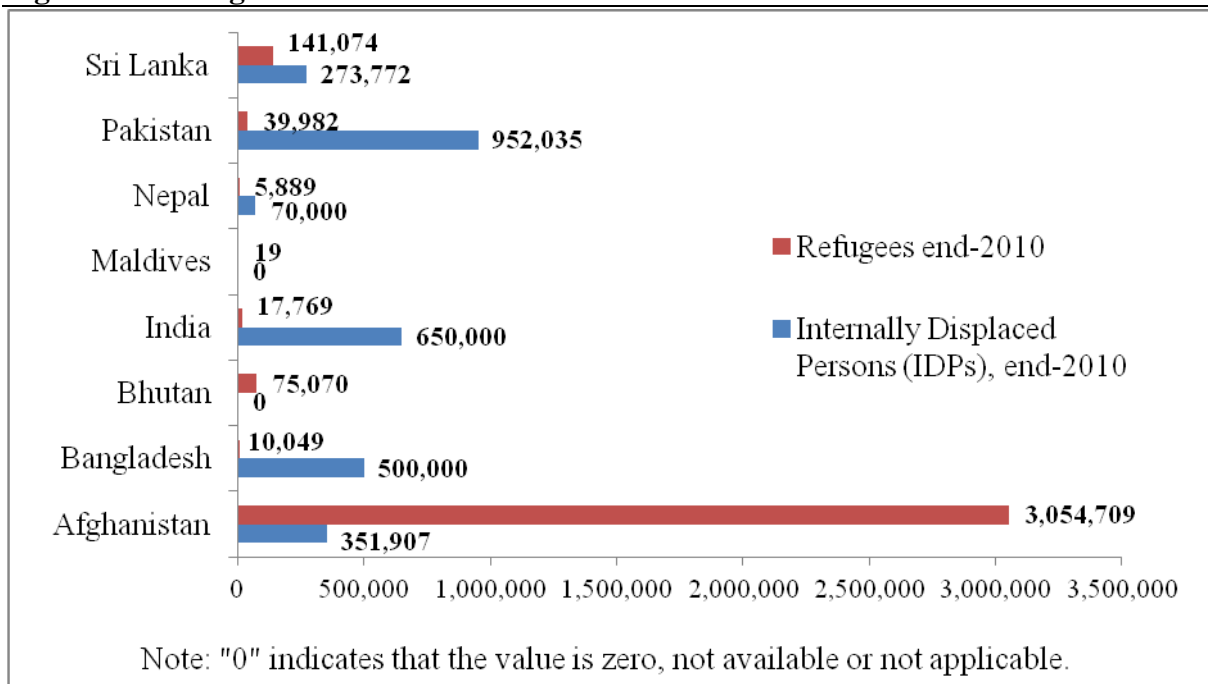 Sri Lanka
141,074
273,772
Pakistan
39,982
952,035
Nepal
5,889
70,000
Maldives
19
0
India
17,769
650,000
Bhutan
75,070
0
Bangladesh
10,049
500,000
Afghanistan
3,054,709
351,907
Refugees end-2010
Internally Displaced
Persons (IDPs), end-2010
0 500,000 1,000,000 1,500,000 2,000,000 2,500,000 3,000,000 3,500,000
Note: "0" indicates that the value is zero, not available or not applicable.